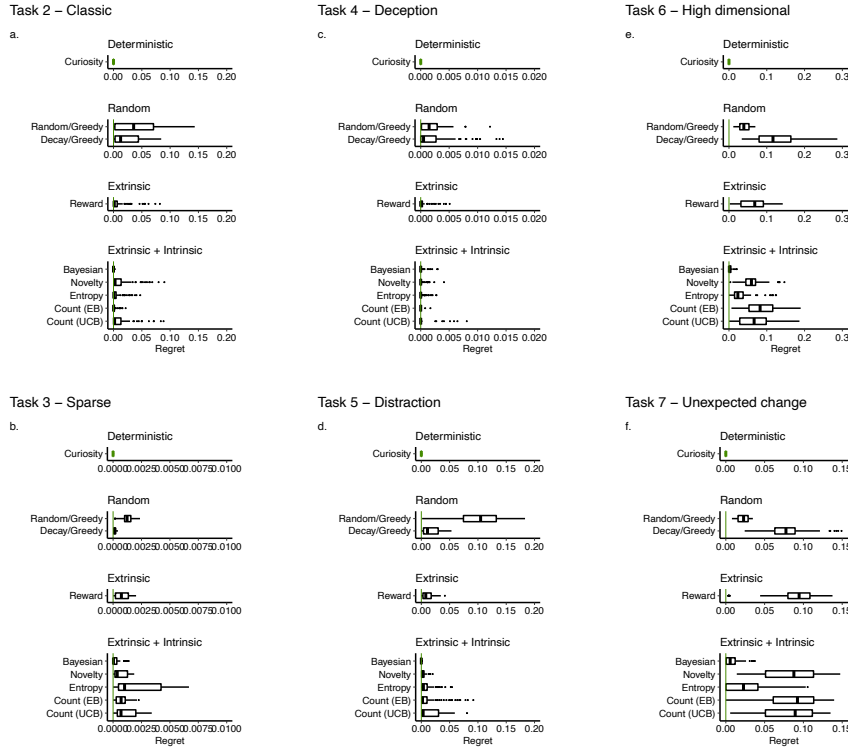 Task 2 – Classic
a.
Deterministic
Curiosity
0.00 0.05 0.10 0.15 0.20
Random
Random/Greedy
Decay/Greedy
0.00 0.05 0.10 0.15 0.20
Extrinsic
Reward
0.00 0.05 0.10 0.15 0.20
Extrinsic + Intrinsic
Bayesian
Novelty
Entropy
Count (EB)
Count (UCB)
0.00 0.05 0.10 0.15 0.20
Regret
Task 4 – Deception
c.
Deterministic
Curiosity
0.000 0.005 0.010 0.015 0.020
Random
Random/Greedy
Decay/Greedy
0.000 0.005 0.010 0.015 0.020
Extrinsic
Reward
0.000 0.005 0.010 0.015 0.020
Extrinsic + Intrinsic
Bayesian
Novelty
Entropy
Count (EB)
Count (UCB)
0.000 0.005 0.010 0.015 0.020
Regret
Task 6 – High dimensional
e.
Deterministic
Curiosity
0.0 0.1 0.2 0.3
Random
Random/Greedy
Decay/Greedy
0.0 0.1 0.2 0.3
Extrinsic
Reward
0.0 0.1 0.2 0.3
Extrinsic + Intrinsic
Bayesian
Novelty
Entropy
Count (EB)
Count (UCB)
0.0 0.1 0.2 0.3
Regret
Task 3 – Sparse
b.
Deterministic
Curiosity
0.0000 0.0025 0.0050 0.0075 0.0100
Random
Random/Greedy
Decay/Greedy
0.0000 0.0025 0.0050 0.0075 0.0100
Extrinsic
Reward
0.0000 0.0025 0.0050 0.0075 0.0100
Extrinsic + Intrinsic
Bayesian
Novelty
Entropy
Count (EB)
Count (UCB)
0.0000 0.0025 0.0050 0.0075 0.0100
Regret
Task 5 – Distraction
d.
Deterministic
Curiosity
0.00 0.05 0.10 0.15 0.20
Random
Random/Greedy
Decay/Greedy
0.00 0.05 0.10 0.15 0.20
Extrinsic
Reward
0.00 0.05 0.10 0.15 0.20
Extrinsic + Intrinsic
Bayesian
Novelty
Entropy
Count (EB)
Count (UCB)
0.00 0.05 0.10 0.15 0.20
Regret
Task 7 – Unexpected change
f.
Deterministic
Curiosity
0.00 0.05 0.10 0.15
Random
Random/Greedy
Decay/Greedy
0.00 0.05 0.10 0.15
Extrinsic
Reward
0.00 0.05 0.10 0.15
Extrinsic + Intrinsic
Bayesian
Novelty
Entropy
Count (EB)
Count (UCB)
0.00 0.05 0.10 0.15
Regret